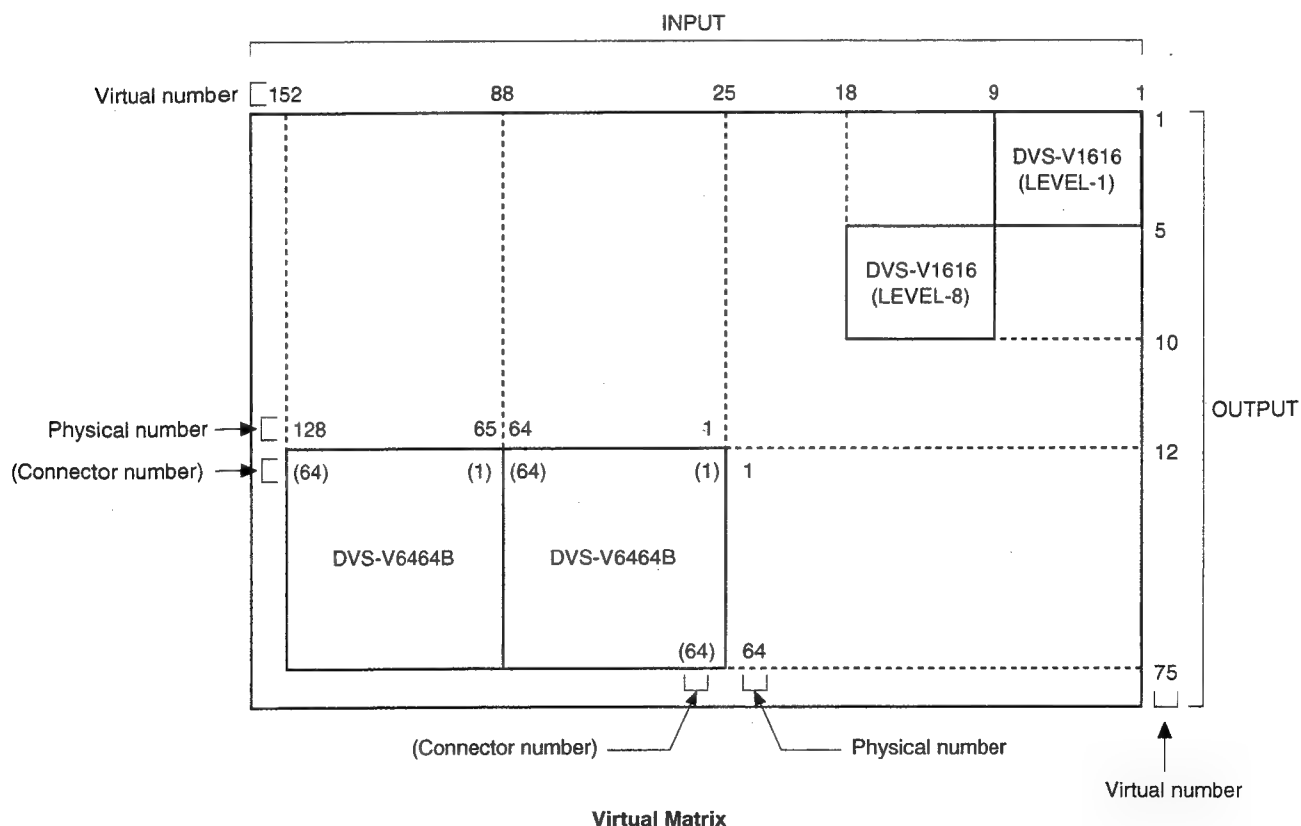 INPUT
Virtual number 152 88 25 18 9 1
1
DVS-V1616
(LEVEL-1)
5
DVS-V1616
(LEVEL-8)
10
OUTPUT
Physical number 128 65 64 1
12
(Connector number) (64) (1) (64) (1) 1
DVS-V6464B DVS-V6464B
(64) 64
75
(Connector number) Physical number
Virtual number
Virtual Matrix